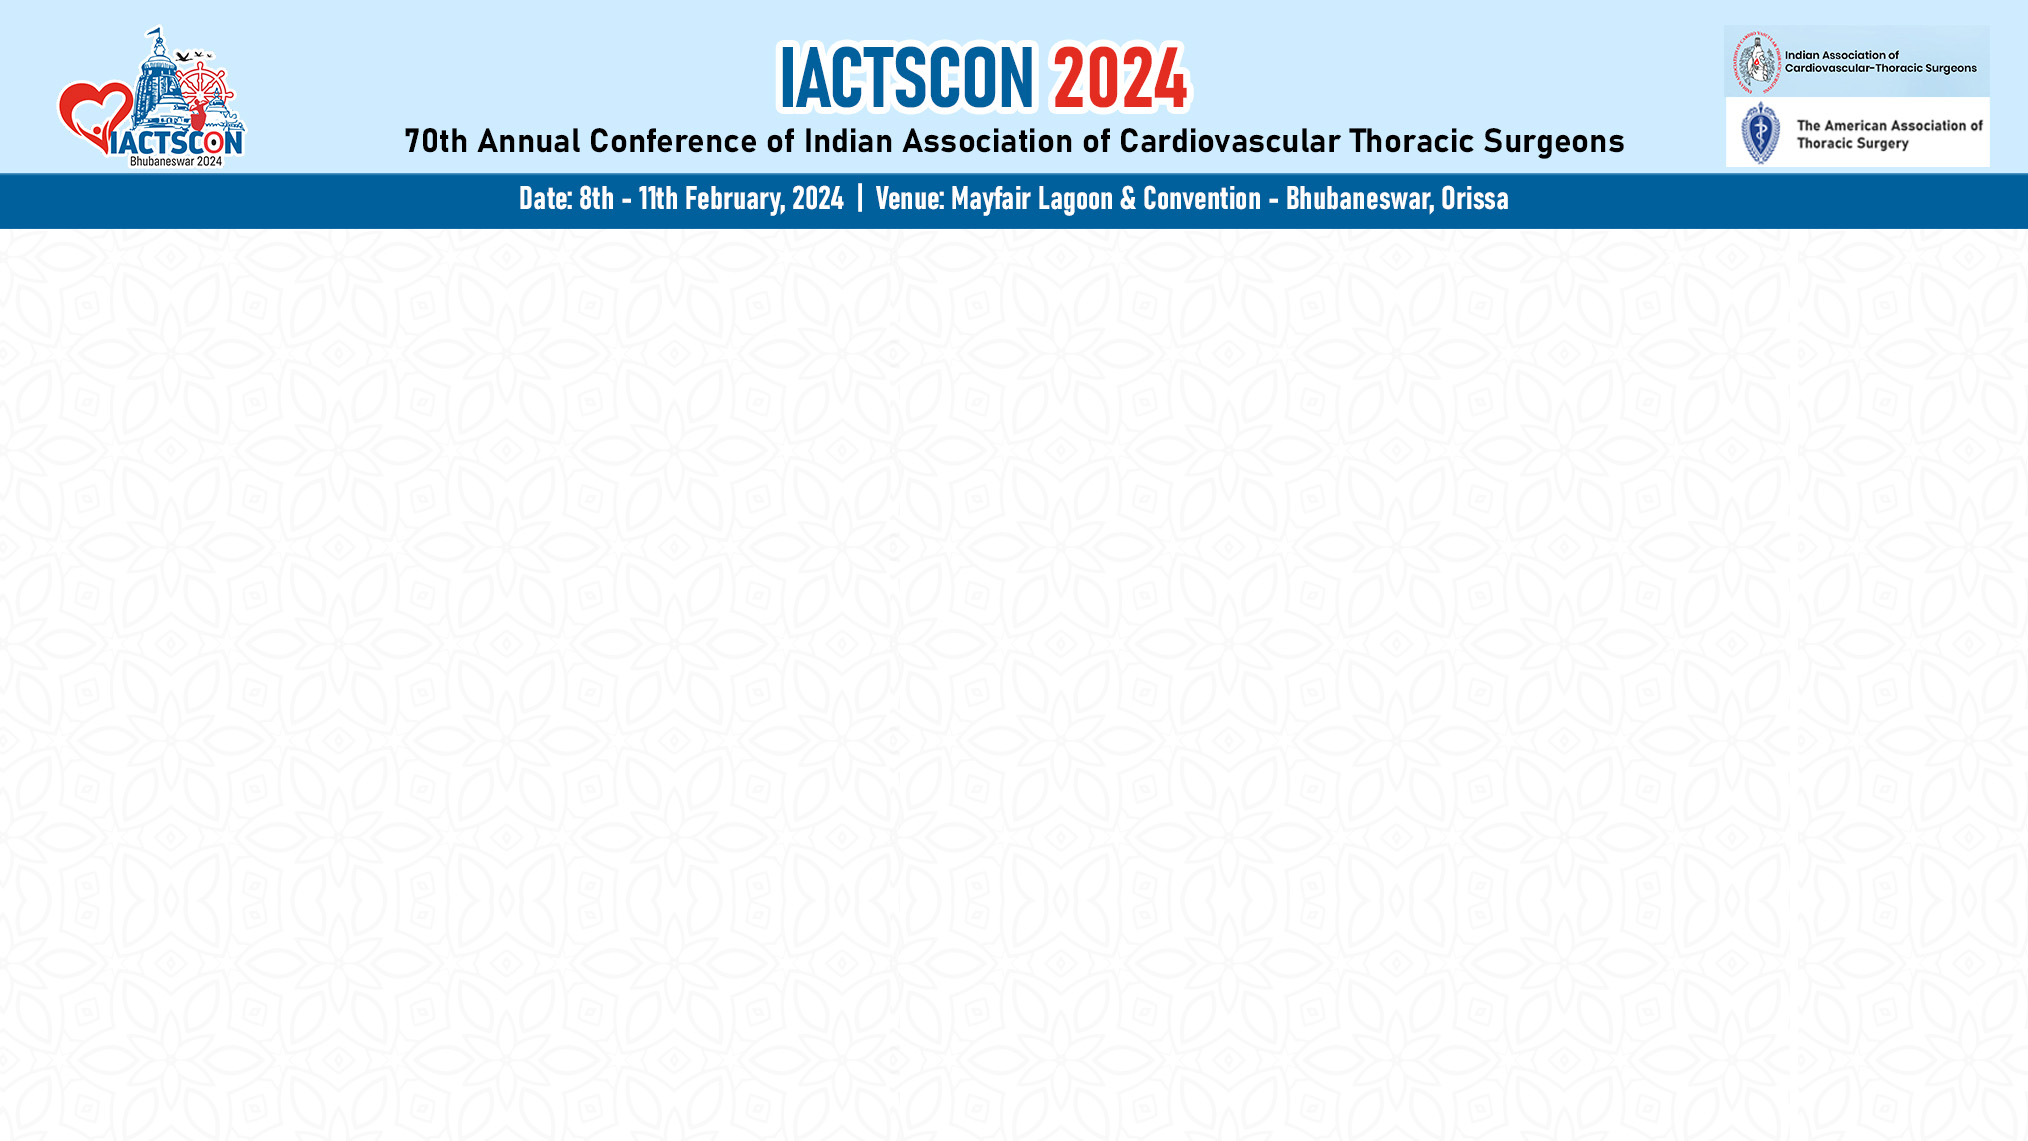 IACTSCON
Bhubaneswar 2024
IACTSCON 2024
70th Annual Conference of Indian Association of Cardiovascular Thoracic Surgeons
Indian Association of
Cardiovascular-Thoracic Surgeons
The American Association of
Thoracic Surgery
Date: 8th - 11th February, 2024 | Venue: Mayfair Lagoon & Convention - Bhubaneswar, Orissa